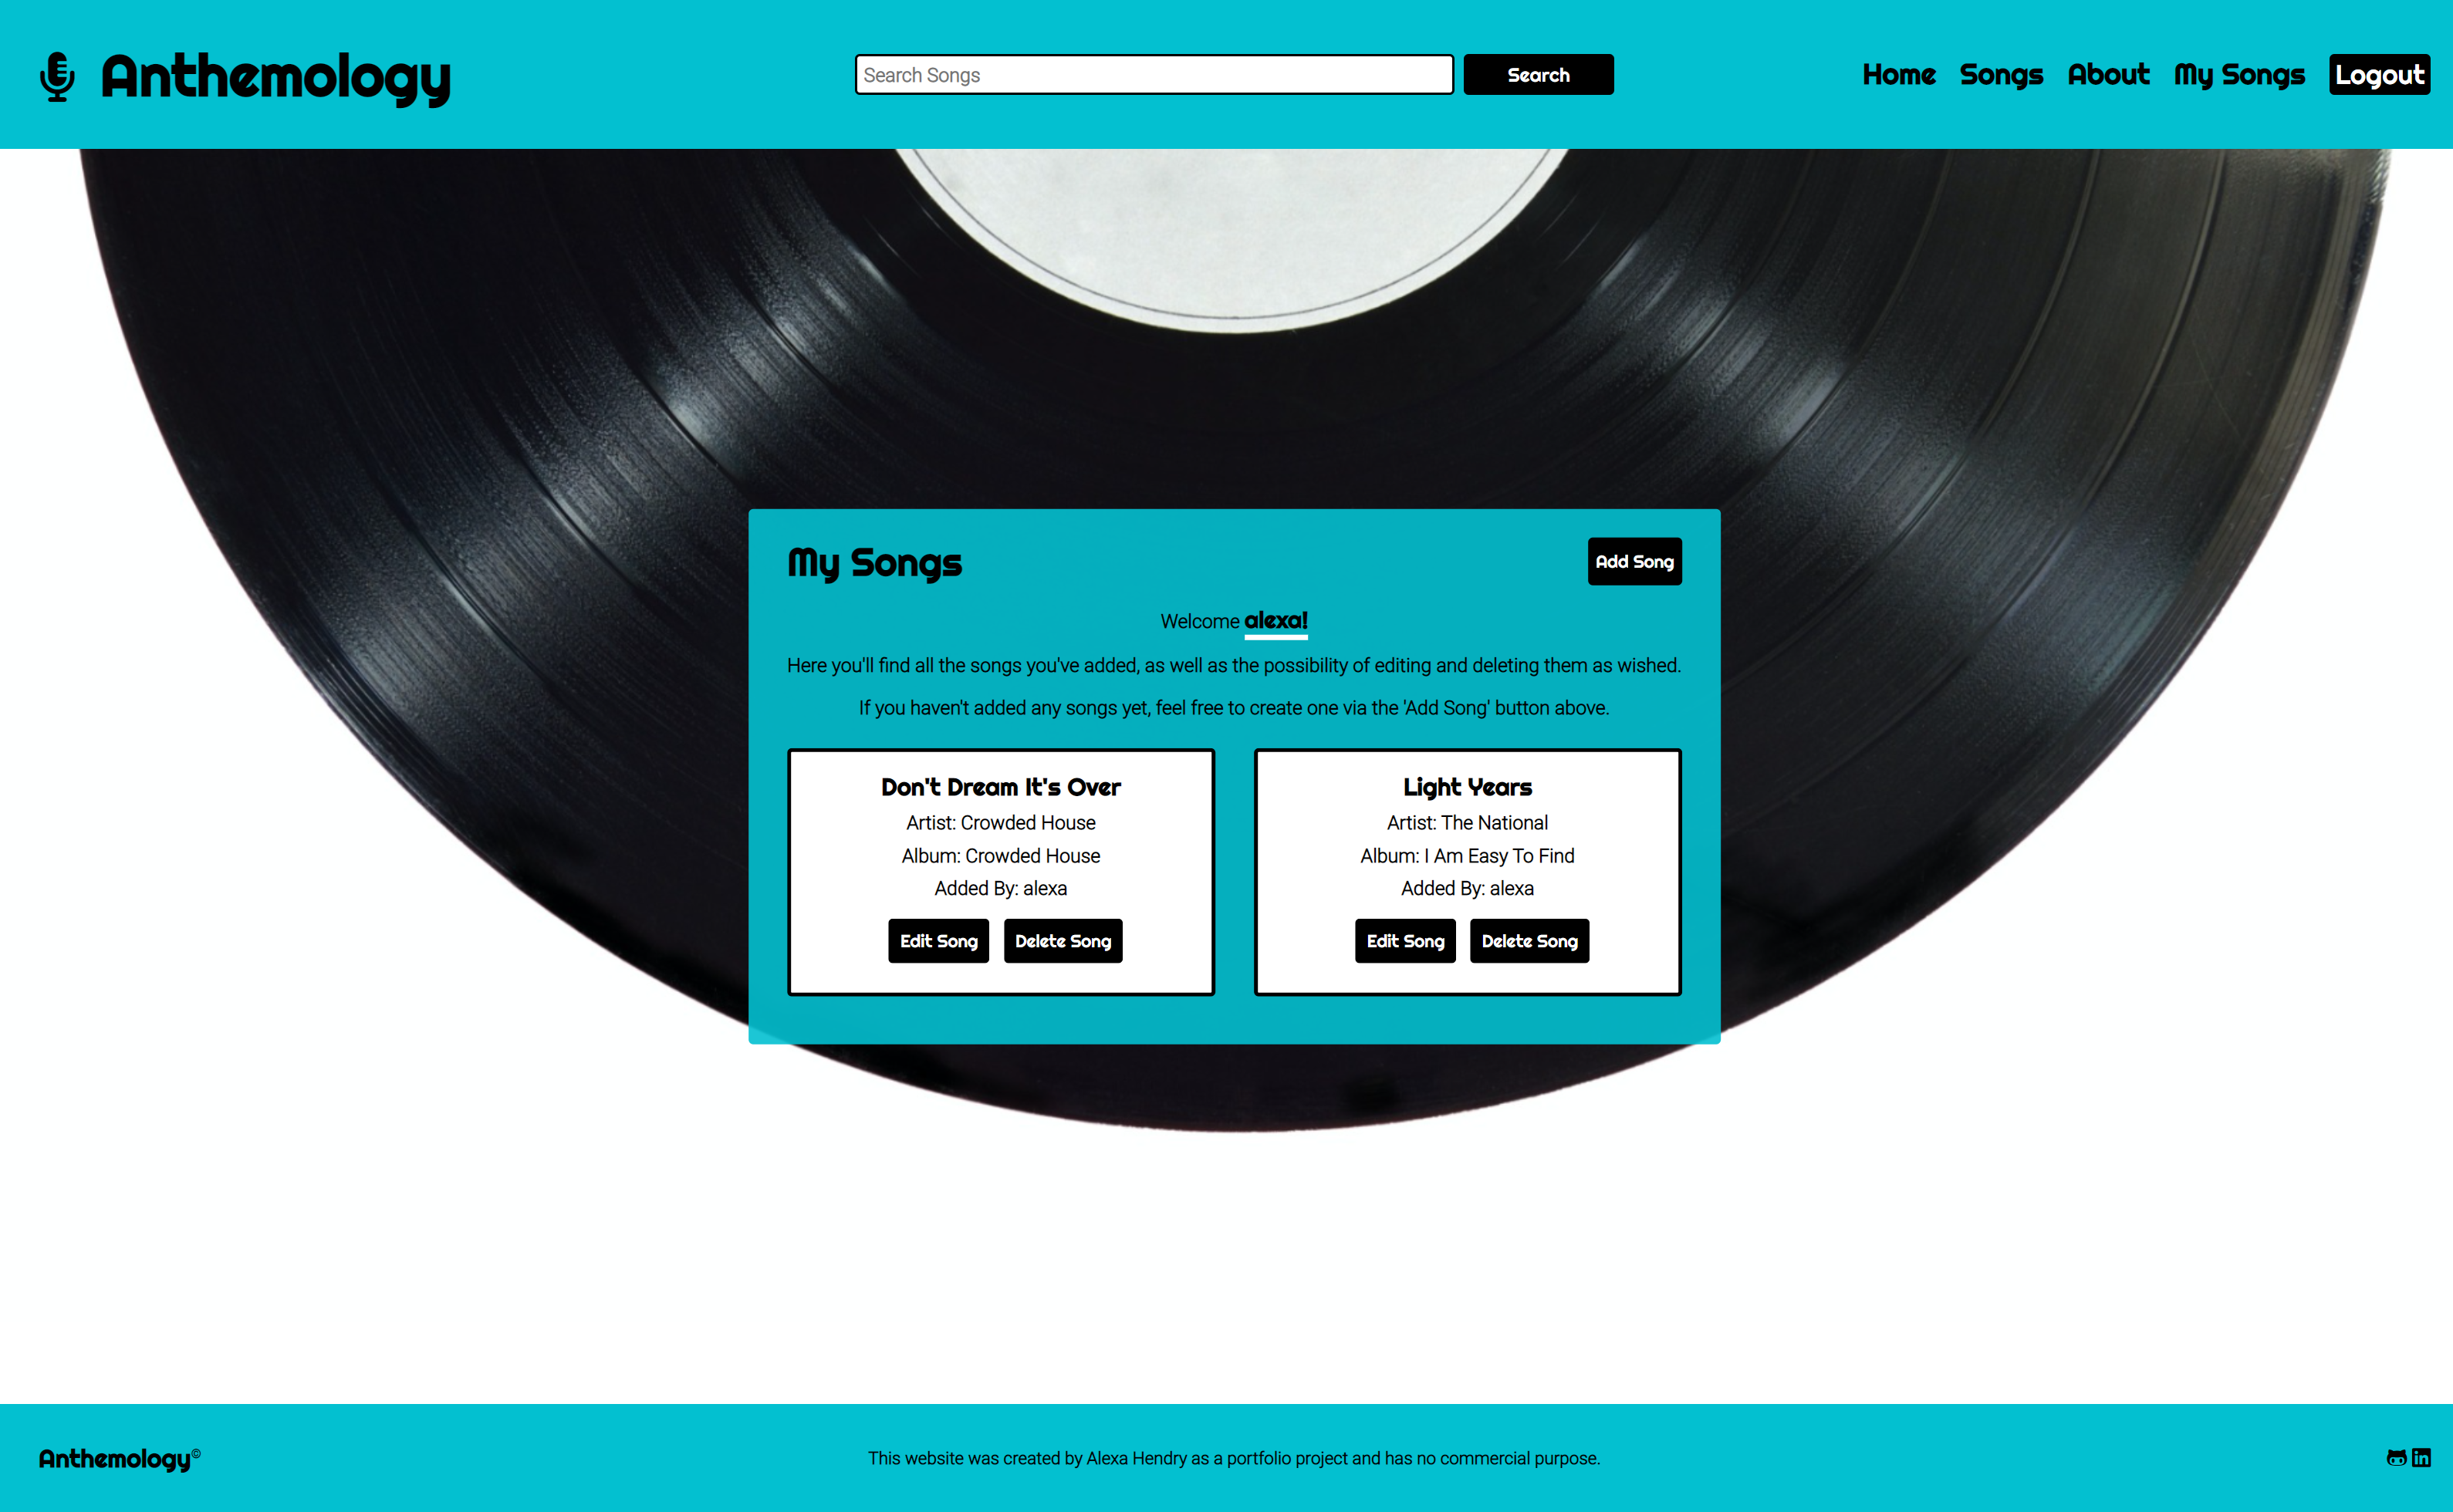 Anthemology
Search Songs
Search
Home Songs About My Songs Logout
My Songs
Add Song
Welcome alexa!
Here you'll find all the songs you've added, as well as the possibility of editing and deleting them as wished.
If you haven't added any songs yet, feel free to create one via the 'Add Song' button above.
Don't Dream It's Over
Artist: Crowded House
Album: Crowded House
Added By: alexa
Edit Song Delete Song
Light Years
Artist: The National
Album: I Am Easy To Find
Added By: alexa
Edit Song Delete Song
Anthemology©
This website was created by Alexa Hendry as a portfolio project and has no commercial purpose.
in